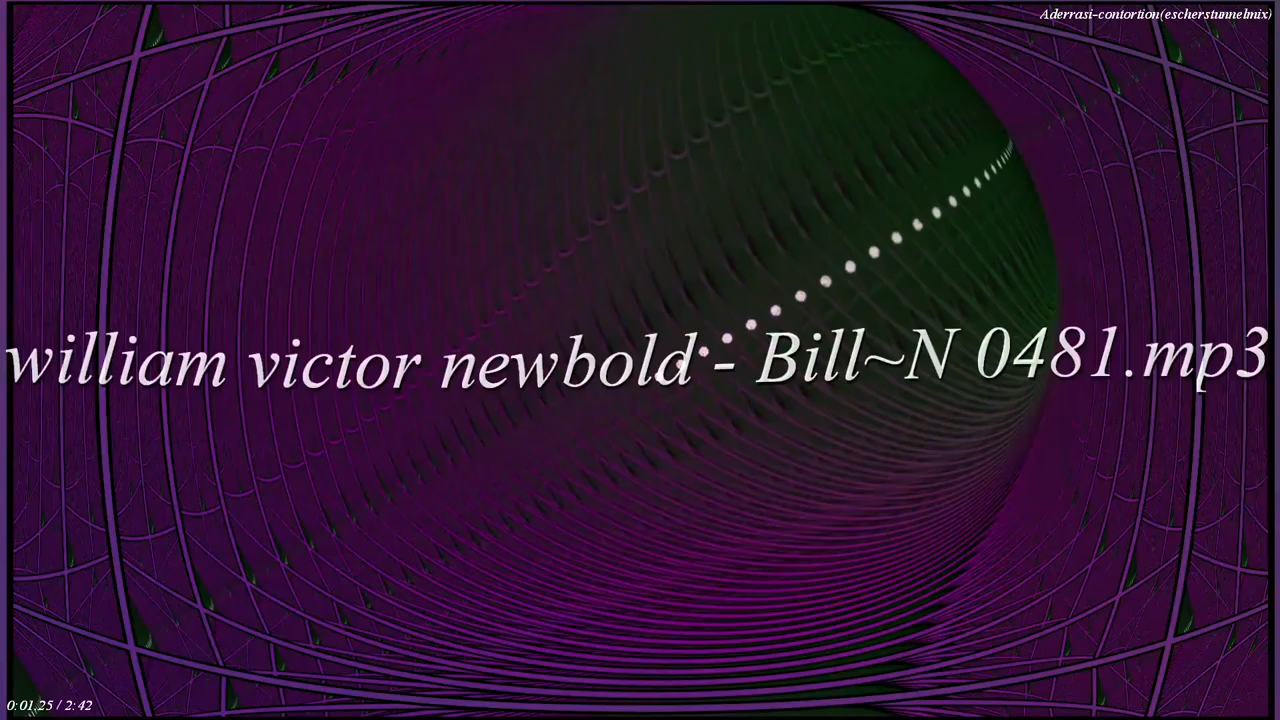 Aderrasi-contortion(escherstunnelmix)
william victor newbold - Bill~N 0481.mp3
0:01.25 / 2:42